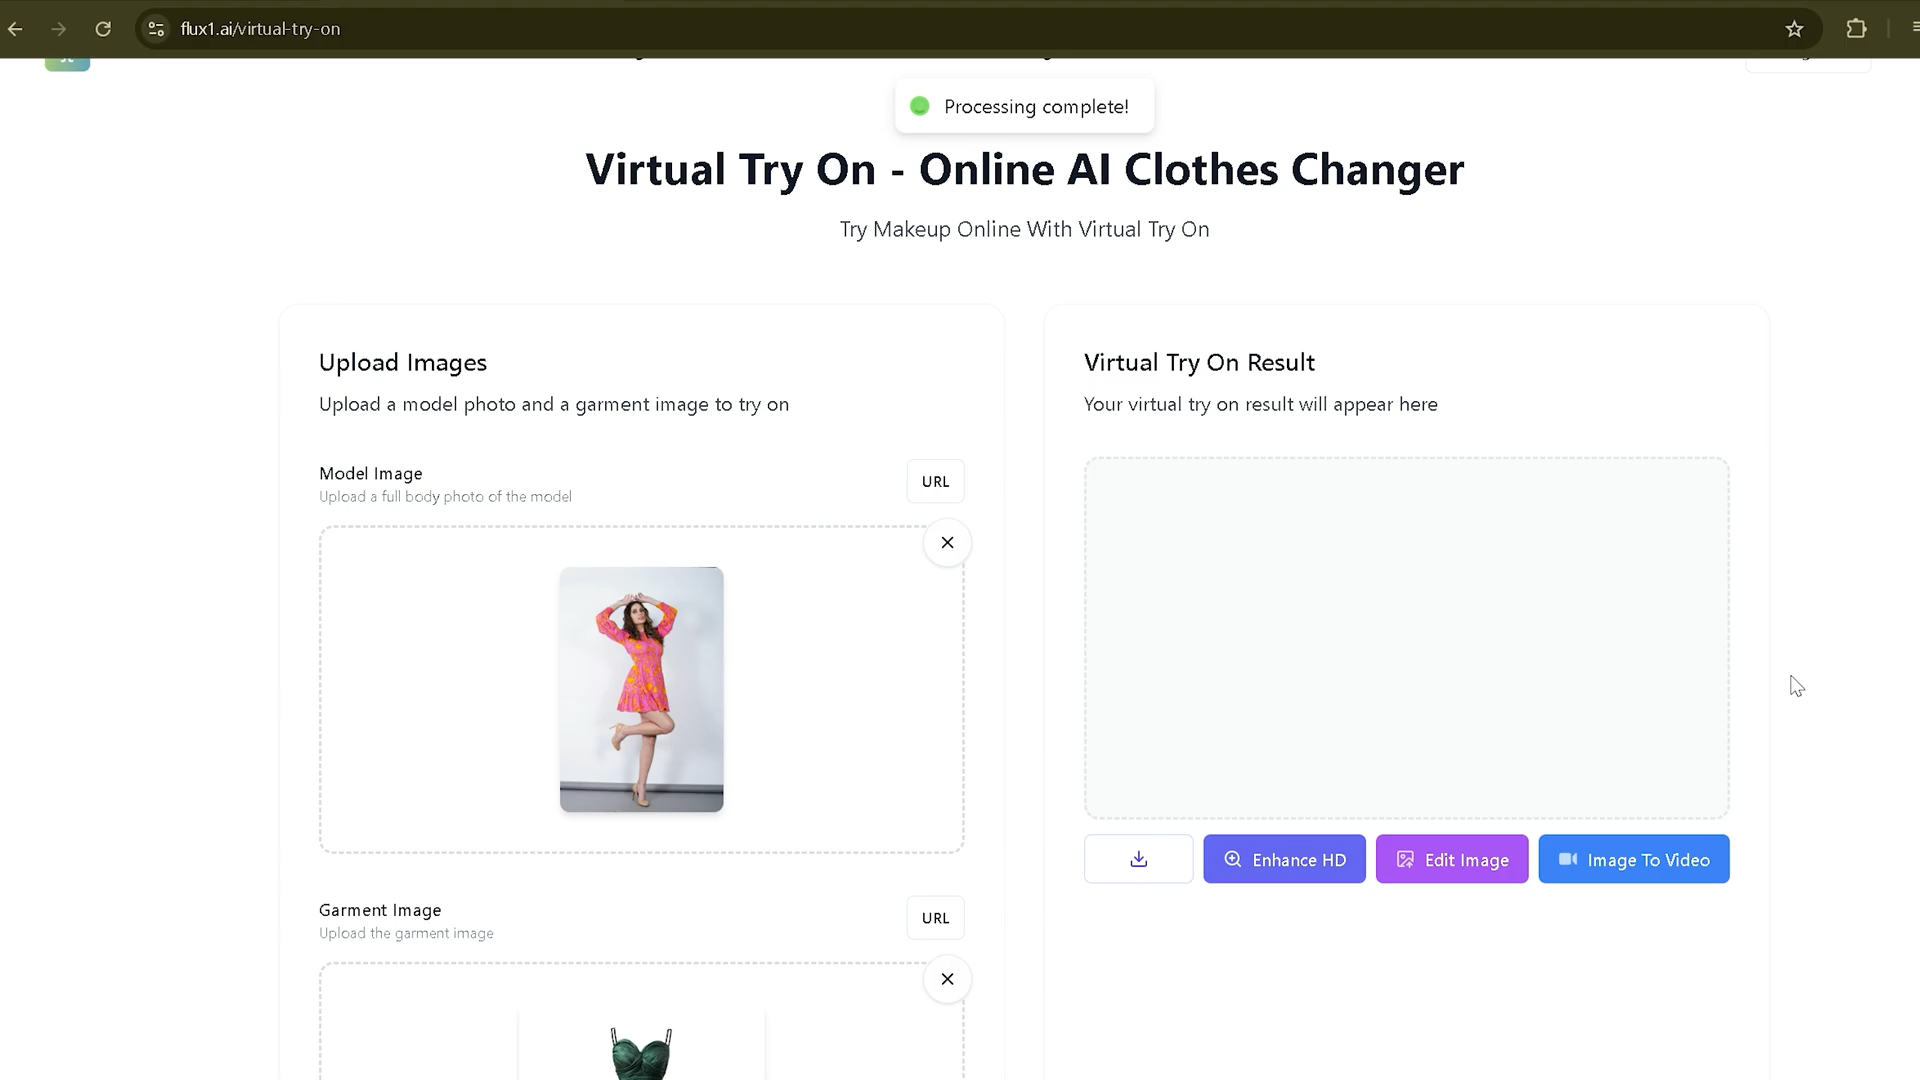 flux1.ai/virtual-try-on
Processing complete!
Virtual Try On - Online AI Clothes Changer
Try Makeup Online With Virtual Try On
Upload Images
Upload a model photo and a garment image to try on
Model Image
URL
Upload a full body photo of the model
Garment Image
URL
Upload the garment image
Virtual Try On Result
Your virtual try on result will appear here
Enhance HD
Edit Image
Image To Video